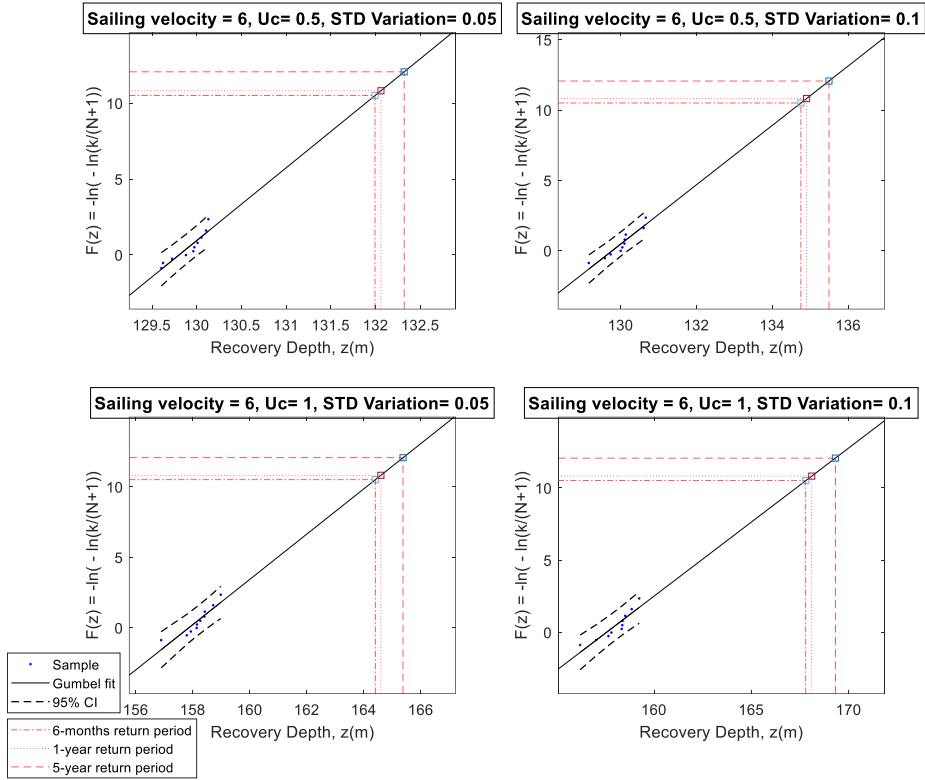 Sailing velocity = 6, Uc= 0.5, STD Variation= 0.05
F(z) = -ln( - ln(k/(N+1))
10
5
0
129.5 130 130.5 131 131.5 132 132.5
Recovery Depth, z(m)
Sailing velocity = 6, Uc= 0.5, STD Variation= 0.1
F(z) = -ln( - ln(k/(N+1))
15
10
5
0
130 132 134 136
Recovery Depth, z(m)
Sailing velocity = 6, Uc= 1, STD Variation= 0.05
F(z) = -ln( - ln(k/(N+1))
10
5
0
156 158 160 162 164 166
Recovery Depth, z(m)
Sailing velocity = 6, Uc= 1, STD Variation= 0.1
F(z) = -ln( - ln(k/(N+1))
10
5
0
160 165 170
Recovery Depth, z(m)
Sample
Gumbel fit
95% CI
6-months return period
1-year return period
5-year return period